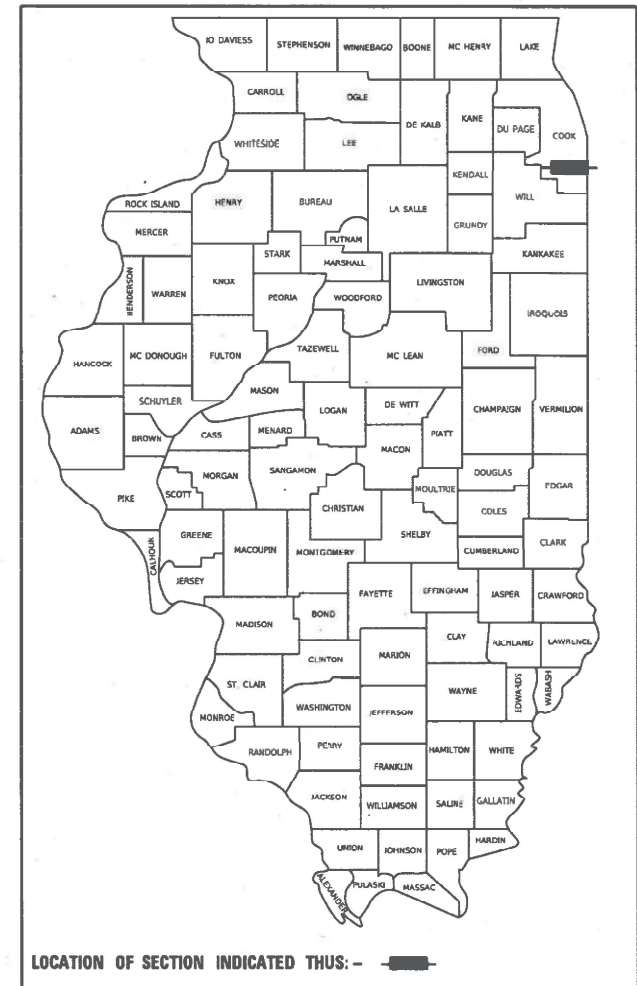 JO DAVIESS STEPHENSON WINNEBAGO BOONE MC HENRY LAKE
CARROLL OGLE DE KALB KANE DU PAGE COOK
WHITESIDE LEE
KENDALL WILL
ROCK ISLAND HENRY BUREAU LA SALLE GRUNDY
MERCER PUTNAM
STARK MARSHALL KANKAKEE
HENDERSON WARREN KNOX PEORIA WOODFORD LIVINGSTON IROQUOIS
HANCOCK MC DONOUGH FULTON TAZEWELL MC LEAN FORD
SCHUYLER MASON
ADAMS BROWN CASS MENARD LOGAN DE WITT PIATT CHAMPAIGN VERMILION
MACON
PIKE SCOTT MORGAN SANGAMON MOULTRIE DOUGLAS EDGAR
CHRISTIAN COLES
CALHOUR GREENE MACOUPIN MONTGOMERY SHELBY CUMBERLAND CLARK
JERSEY
FAYETTE EFFINGHAM JASPER CRAWFORD
MADISON BOND
CLAY RICHLAND LAWRENCE
CLINTON MARION
ST. CLAIR WAYNE EDWARDS WABASH
MONROE WASHINGTON JEFFERSON
RANDOLPH PERRY HAMILTON WHITE
FRANKLIN
JACKSON WILLIAMSON SALINE GALLATIN
UNION JOHNSON POPE HARDIN
ALEXANDER PULASKI MASSAC
LOCATION OF SECTION INDICATED THUS: -